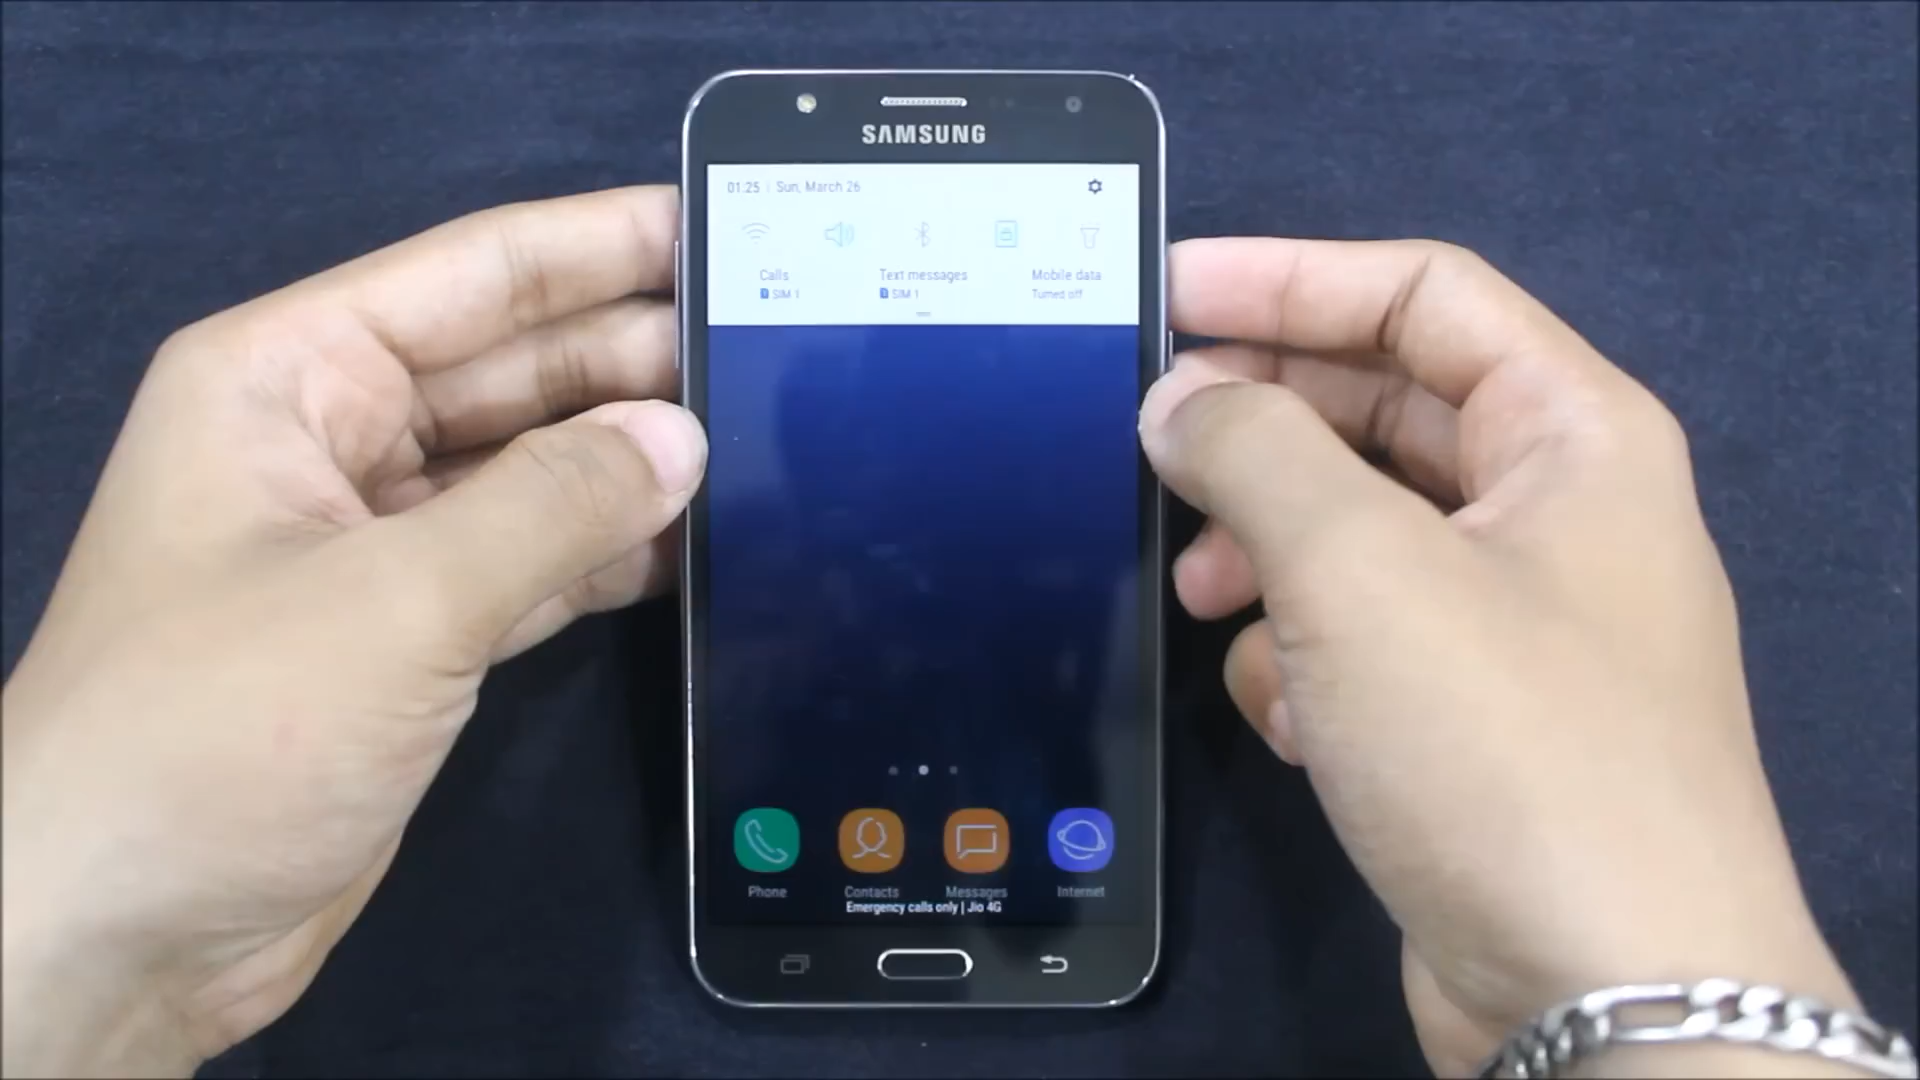 SAMSUNG
01:25 | Sun, March 26
Calls
SIM 1
Text messages
SIM 1
Mobile data
Turned off
Phone
Contacts
Messages
Internet
Emergency calls only | Jio 4G